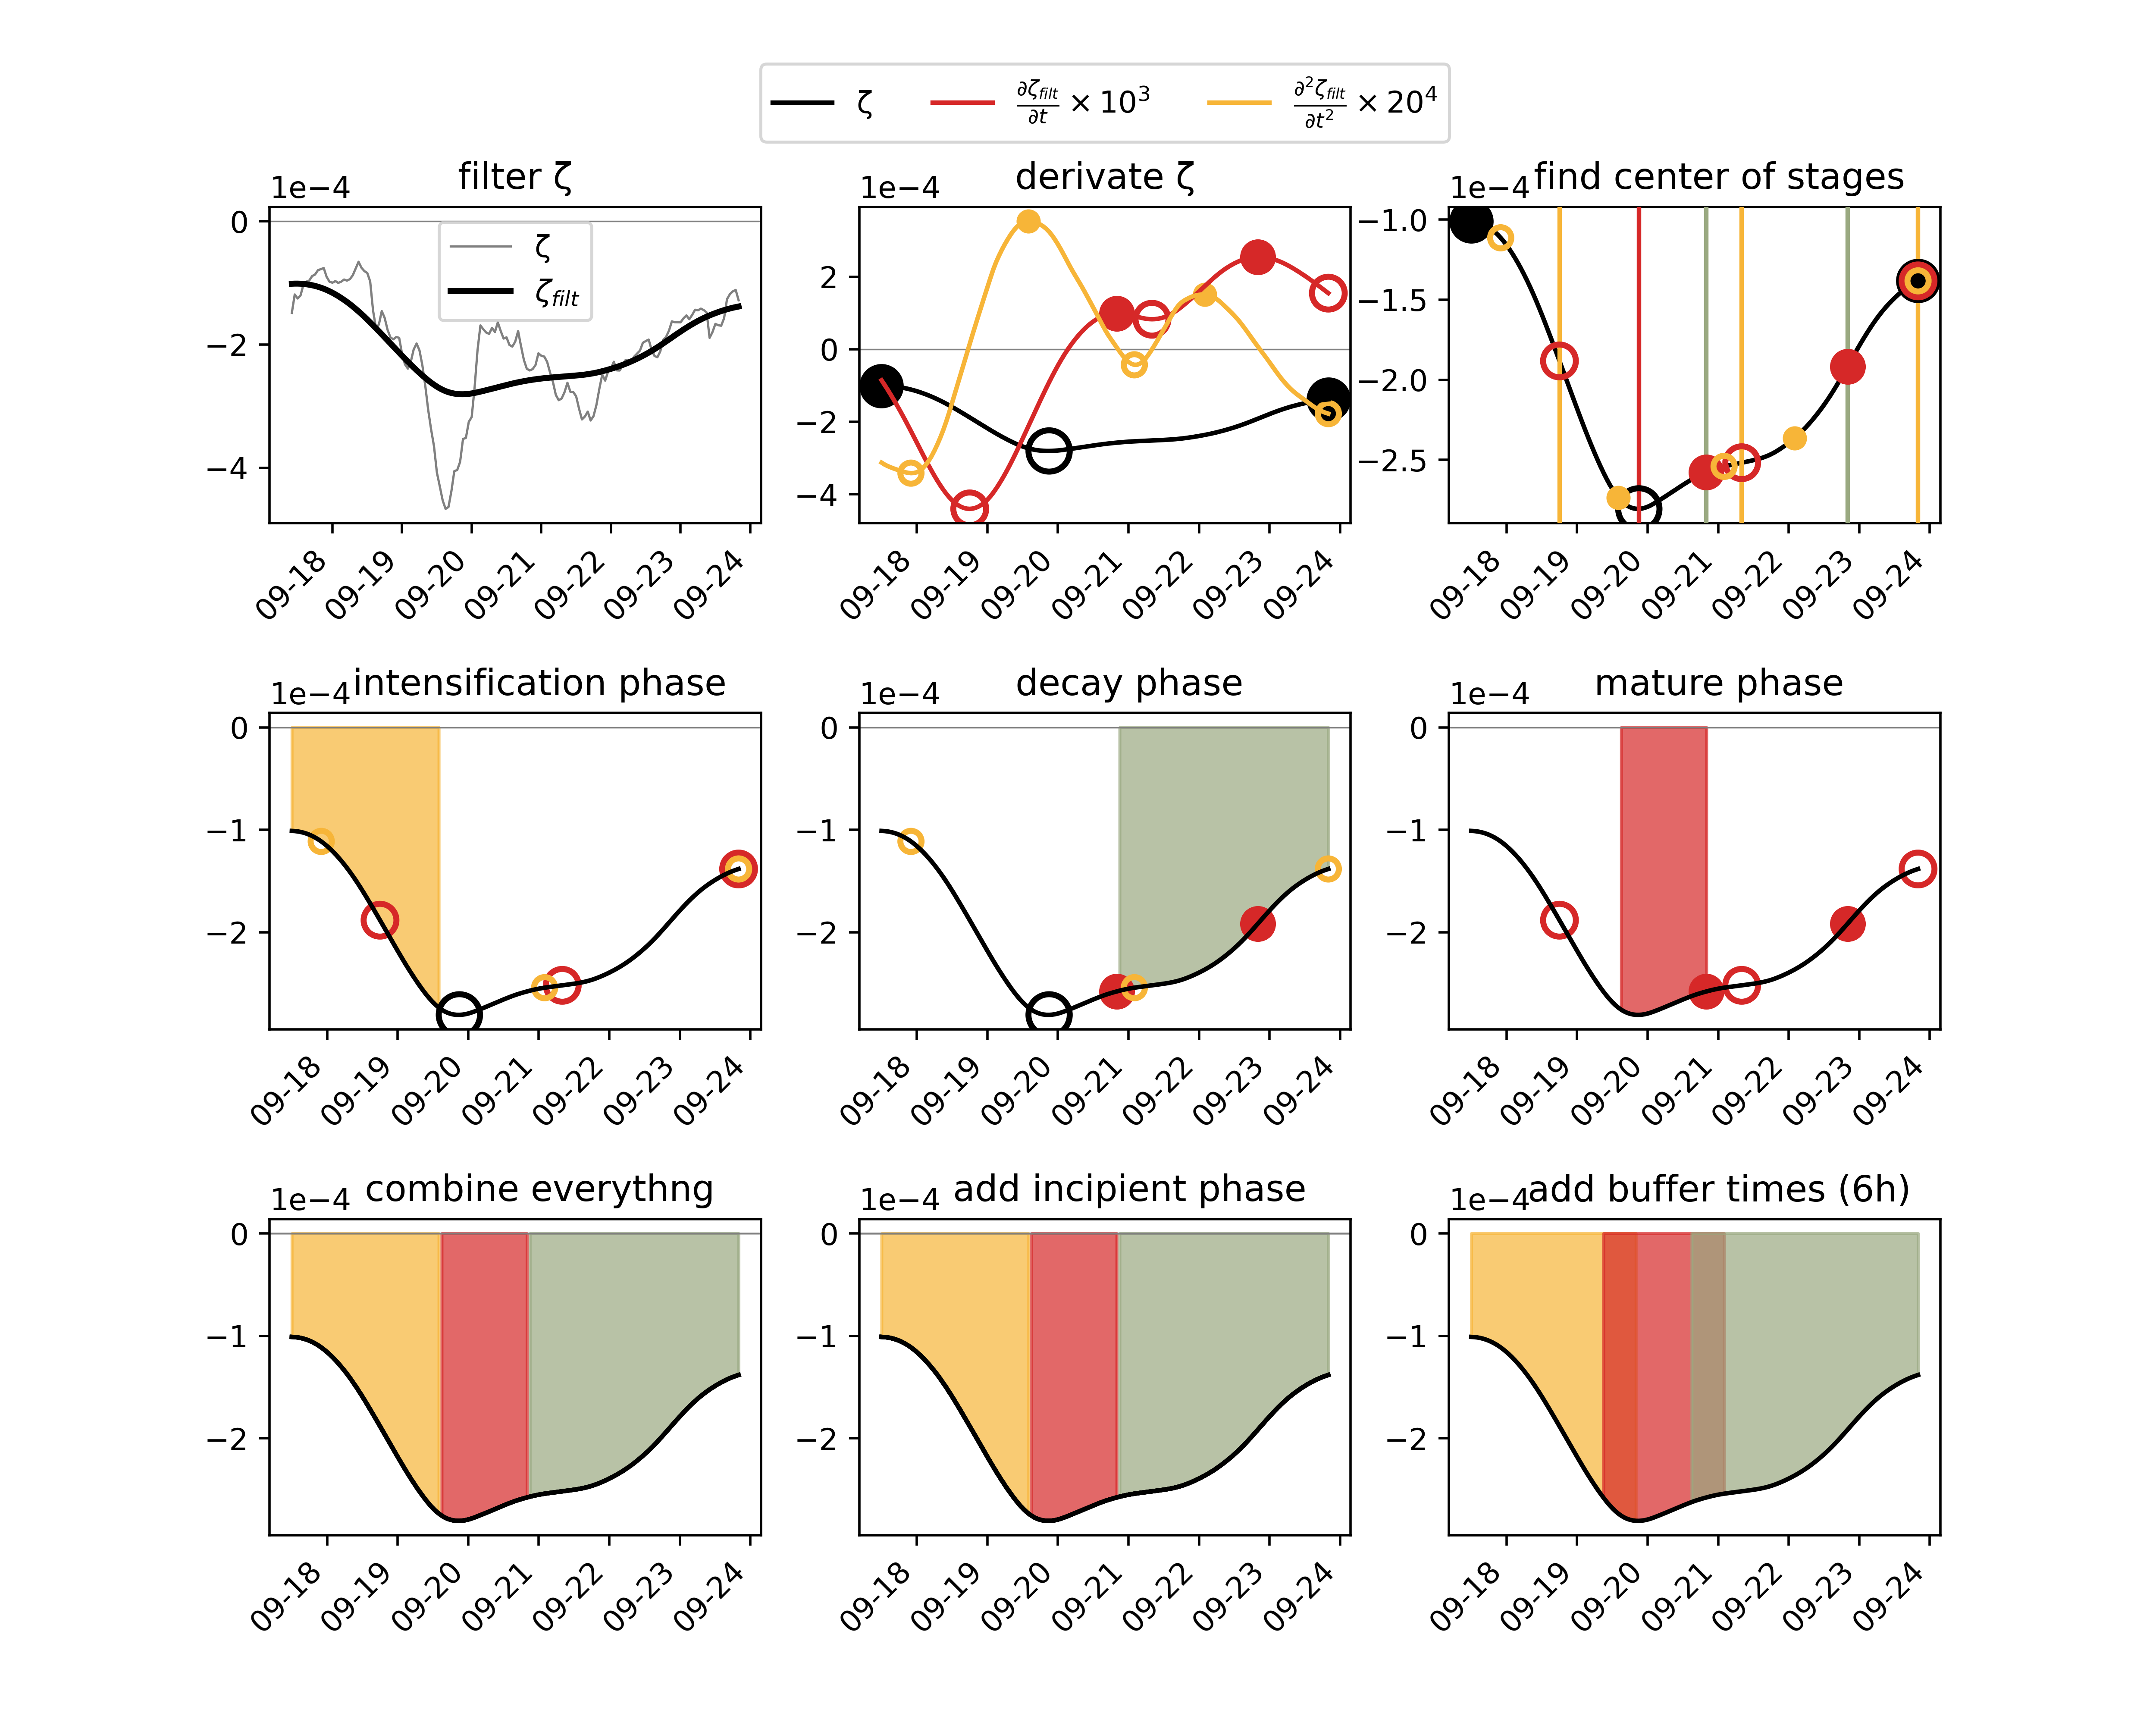 ζ ∂ζ_filt/∂t × 10³ ∂²ζ_filt/∂t² × 20⁴
filter ζ derivate ζ find center of stages
1e−4 1e−4 1e−4
ζ
ζ_filt
0
−2
−4
09-18 09-19 09-20 09-21 09-22 09-23 09-24
2
0
−2
−4
09-18 09-19 09-20 09-21 09-22 09-23 09-24
−1.0
−1.5
−2.0
−2.5
09-18 09-19 09-20 09-21 09-22 09-23 09-24
intensification phase decay phase mature phase
1e−4 1e−4 1e−4
0
−1
−2
09-18 09-19 09-20 09-21 09-22 09-23 09-24
0
−1
−2
09-18 09-19 09-20 09-21 09-22 09-23 09-24
0
−1
−2
09-18 09-19 09-20 09-21 09-22 09-23 09-24
combine everythng add incipient phase add buffer times (6h)
1e−4 1e−4 1e−4
0
−1
−2
09-18 09-19 09-20 09-21 09-22 09-23 09-24
0
−1
−2
09-18 09-19 09-20 09-21 09-22 09-23 09-24
0
−1
−2
09-18 09-19 09-20 09-21 09-22 09-23 09-24